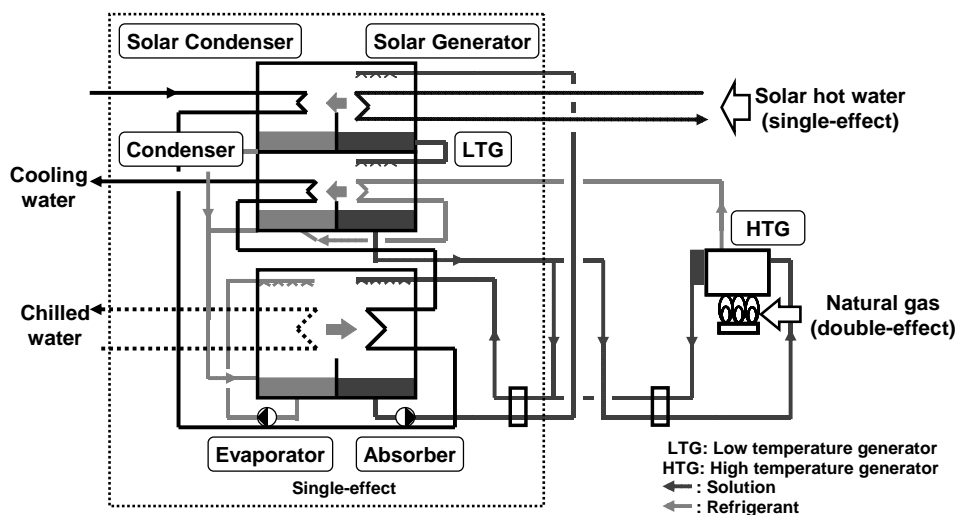 Solar Condenser
Solar Generator
Solar hot water
(single-effect)
Condenser
LTG
Cooling
water
HTG
Chilled
water
Natural gas
(double-effect)
Evaporator
Absorber
Single-effect
LTG: Low temperature generator
HTG: High temperature generator
: Solution
: Refrigerant